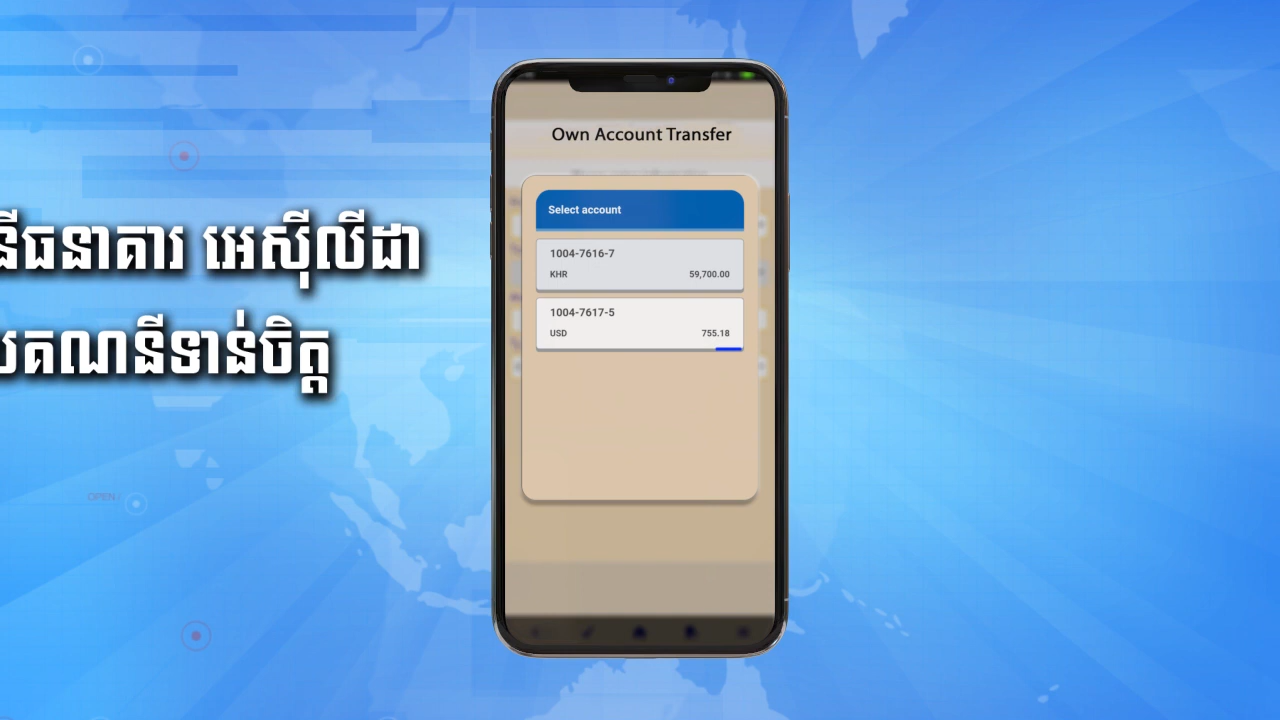 Own Account Transfer
Select account
1004-7616-7
KHR 59,700.00
1004-7617-5
USD 755.18
នីធនាគារ អេស៊ីលីដា
គណនីទាន់ចិត្ត
OPEN